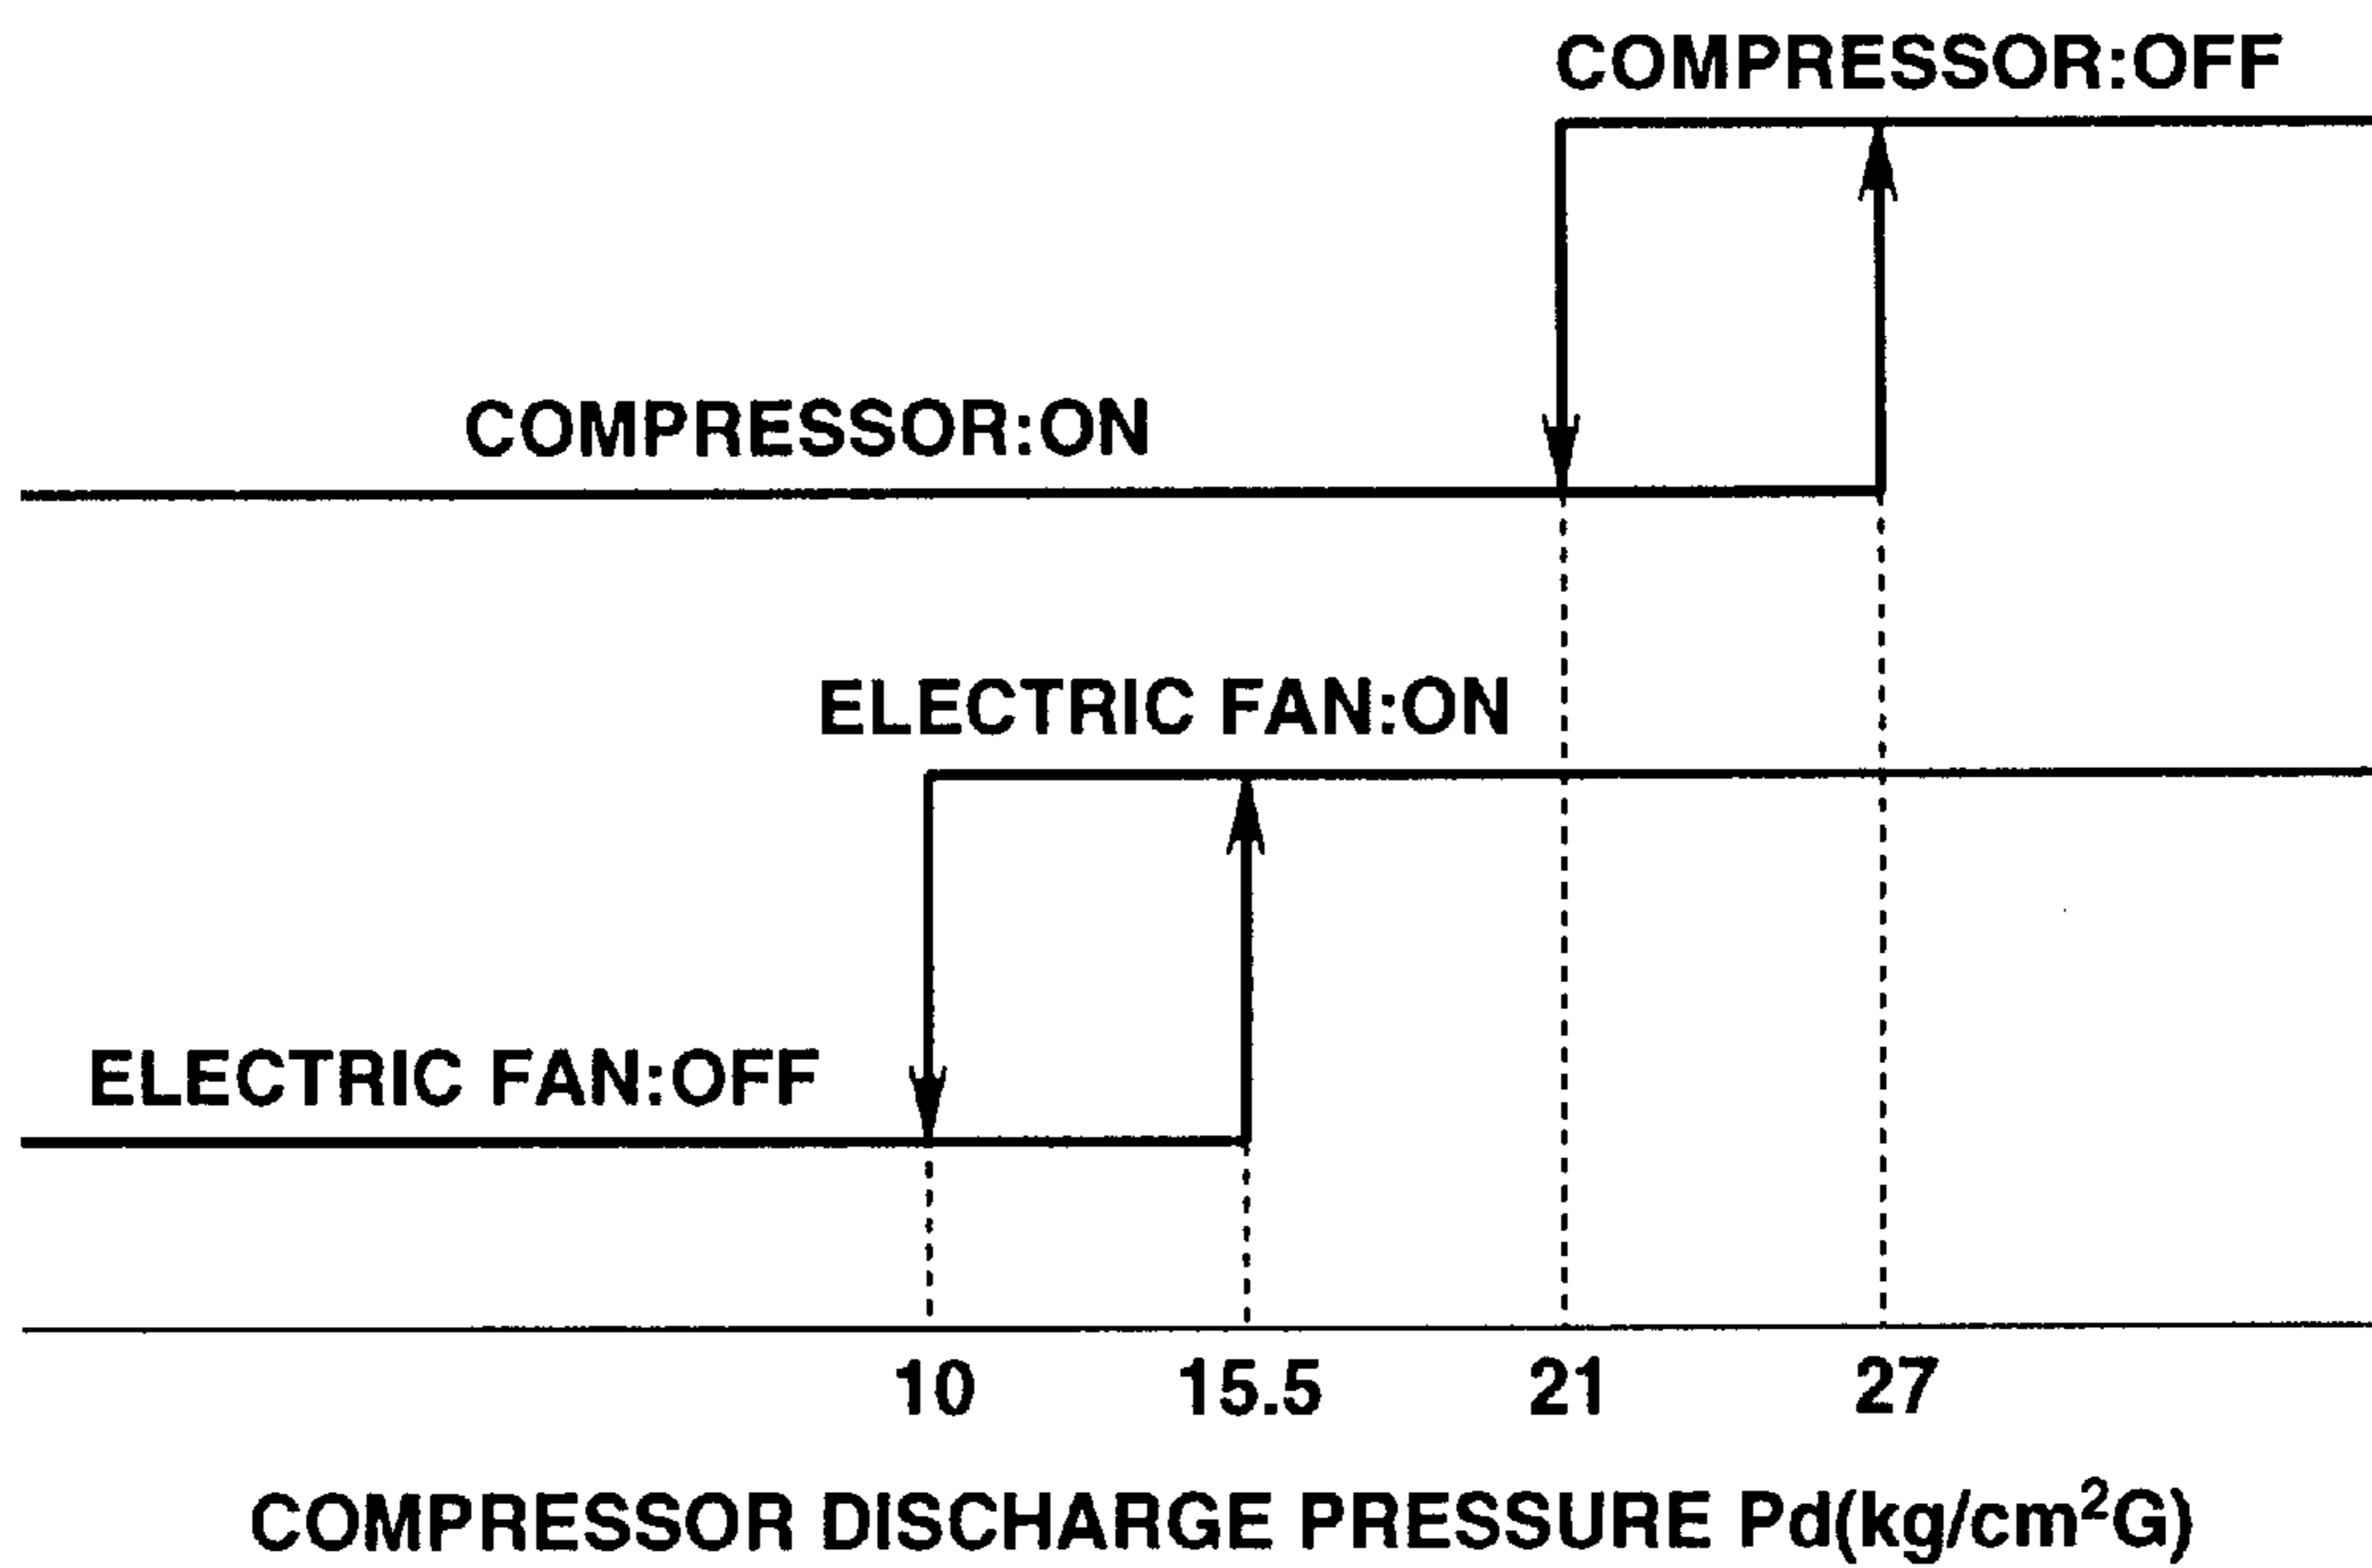 COMPRESSOR:OFF
COMPRESSOR:ON
ELECTRIC FAN:ON
ELECTRIC FAN:OFF
10 15.5 21 27
COMPRESSOR DISCHARGE PRESSURE Pd(kg/cm²G)